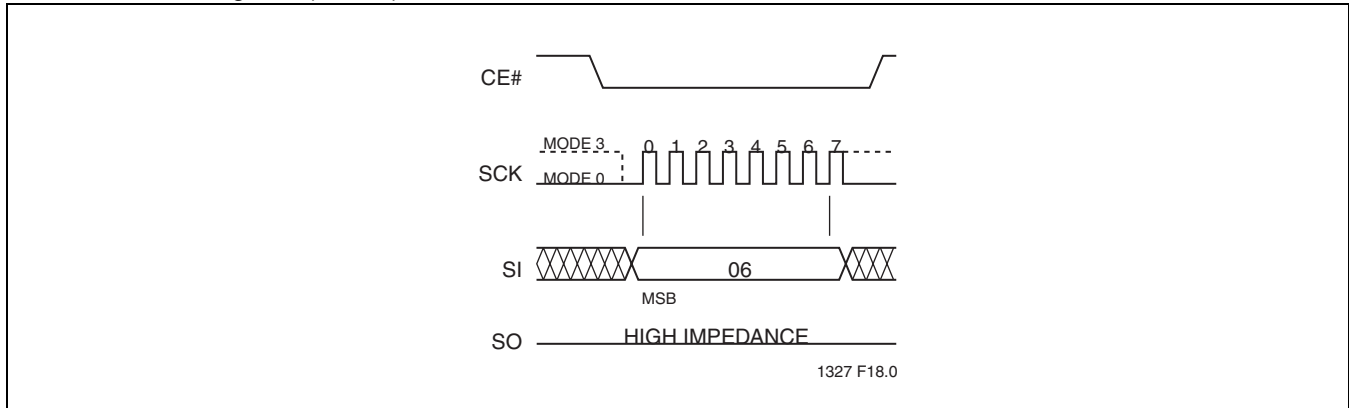 CE#
MODE 3 0 1 2 3 4 5 6 7
SCK MODE 0
SI 06
MSB
SO HIGH IMPEDANCE
1327 F18.0